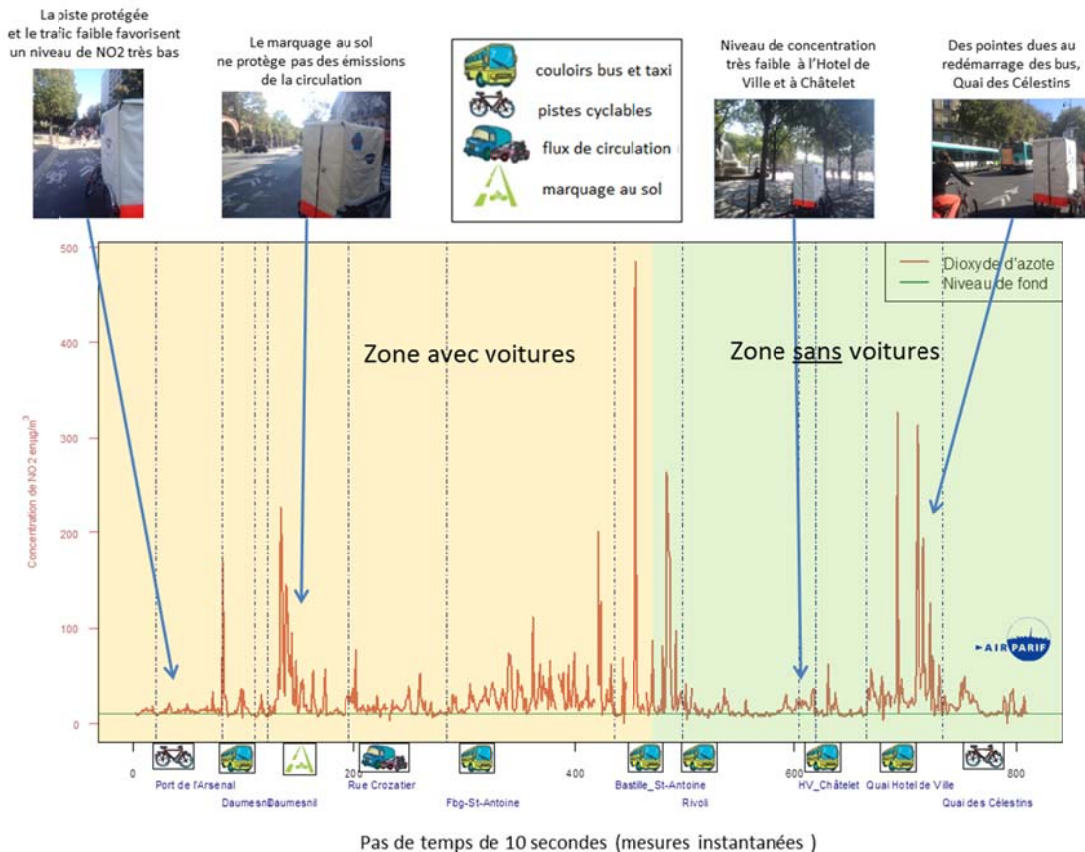 La piste protégée
et le trafic faible favorisent
un niveau de NO2 très bas
Le marquage au sol
ne protège pas des émissions
de la circulation
couloirs bus et taxi
pistes cyclables
flux de circulation
marquage au sol
Niveau de concentration
très faible à l'Hotel de
Ville et à Châtelet
Des pointes dues au
redémarrage des bus,
Quai des Célestins
Dioxyde d'azote
Niveau de fond
Zone avec voitures
Zone sans voitures
Concentration de NO2 enµg/m³
500
400
300
200
100
0
AIRPARIF
0
200
400
600
800
Port de l'Arsenal
Rue Crozatier
Bastille_St-Antoine
HV_Châtelet
Quai Hotel de Ville
Daumesnil
Daumesnil
Fbg-St-Antoine
Rivoli
Quai des Célestins
Pas de temps de 10 secondes (mesures instantanées )